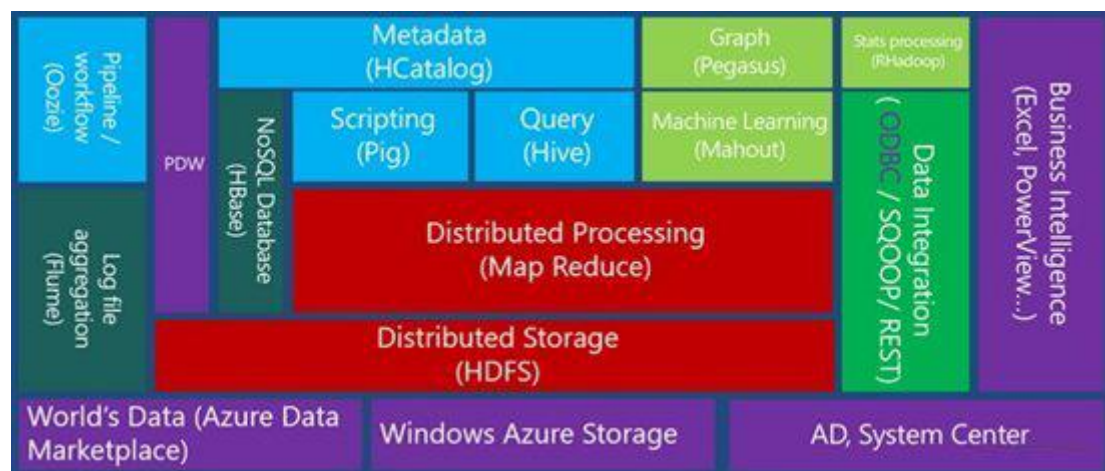 Pipeline /
workflow
(Oozie)
PDW
Metadata
(HCatalog)
Graph
(Pegasus)
Stats processing
(RHadoop)
Business Intelligence
(Excel, PowerView...)
NoSQL Database
(HBase)
Scripting
(Pig)
Query
(Hive)
Machine Learning
(Mahout)
Data Integration
( ODBC / SQOOP/ REST)
Log file
aggregation
(Flume)
Distributed Processing
(Map Reduce)
Distributed Storage
(HDFS)
World's Data (Azure Data
Marketplace)
Windows Azure Storage
AD, System Center